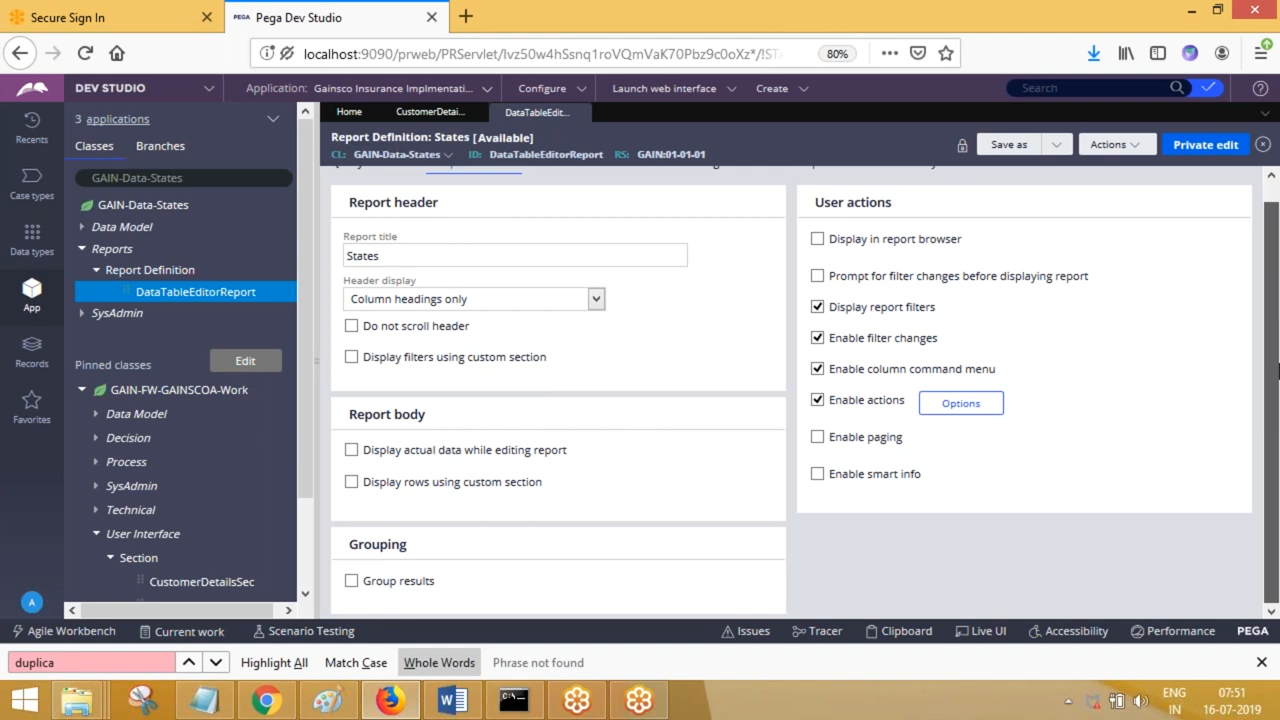 Secure Sign In
PEGA Pega Dev Studio
localhost:9090/prweb/PRServlet/Ivz50w4hSsnq1roVQmVaK70Pbz9c0oXz*/!ST
80%
DEV STUDIO
Application: Gainsco Insurance Implmentati...
Configure
Launch web interface
Create
Search
Recents
Case types
Data types
App
Records
Favorites
A
3 applications
Classes
Branches
GAIN-Data-States
GAIN-Data-States
Data Model
Reports
Report Definition
DataTableEditorReport
SysAdmin
Pinned classes
Edit
GAIN-FW-GAINSCOA-Work
Data Model
Decision
Process
SysAdmin
Technical
User Interface
Section
CustomerDetailsSec
Home
CustomerDetai...
DataTableEdit...
Report Definition: States [Available]
CL: GAIN-Data-States
ID: DataTableEditorReport
RS: GAIN:01-01-01
Save as
Actions
Private edit
Report header
Report title
States
Header display
Column headings only
Do not scroll header
Display filters using custom section
Report body
Display actual data while editing report
Display rows using custom section
Grouping
Group results
User actions
Display in report browser
Prompt for filter changes before displaying report
Display report filters
Enable filter changes
Enable column command menu
Enable actions
Options
Enable paging
Enable smart info
Agile Workbench
Current work
Scenario Testing
Issues
Tracer
Clipboard
Live UI
Accessibility
Performance
PEGA
duplica
Highlight All
Match Case
Whole Words
Phrase not found
ENG
IN
07:51
16-07-2019